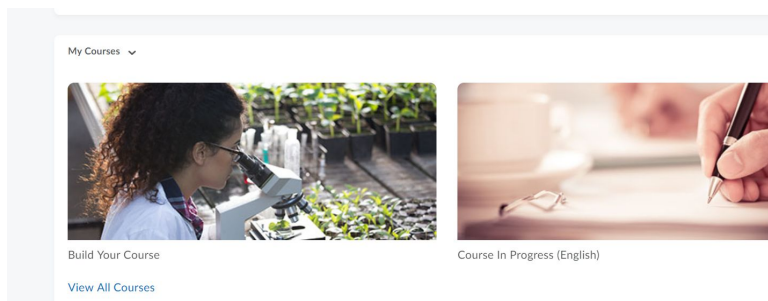 My Courses
Build Your Course
Course In Progress (English)
View All Courses